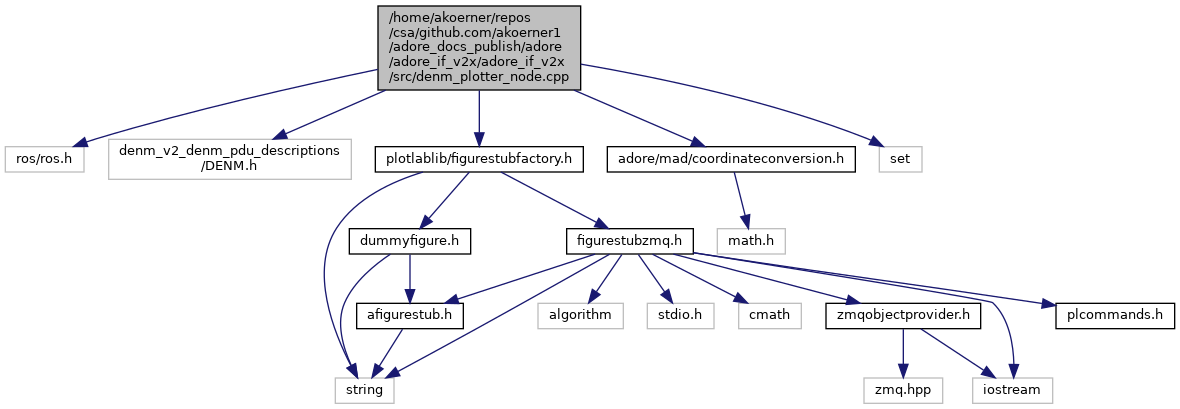 /home/akoerner/repos
/csa/github.com/akoerner1
/adore_docs_publish/adore
/adore_if_v2x/adore_if_v2x
/src/denm_plotter_node.cpp
ros/ros.h
denm_v2_denm_pdu_descriptions
/DENM.h
plotlablib/figurestubfactory.h
adore/mad/coordinateconversion.h
set
dummyfigure.h
figurestubzmq.h
math.h
afigurestub.h
algorithm
stdio.h
cmath
zmqobjectprovider.h
plcommands.h
string
zmq.hpp
iostream